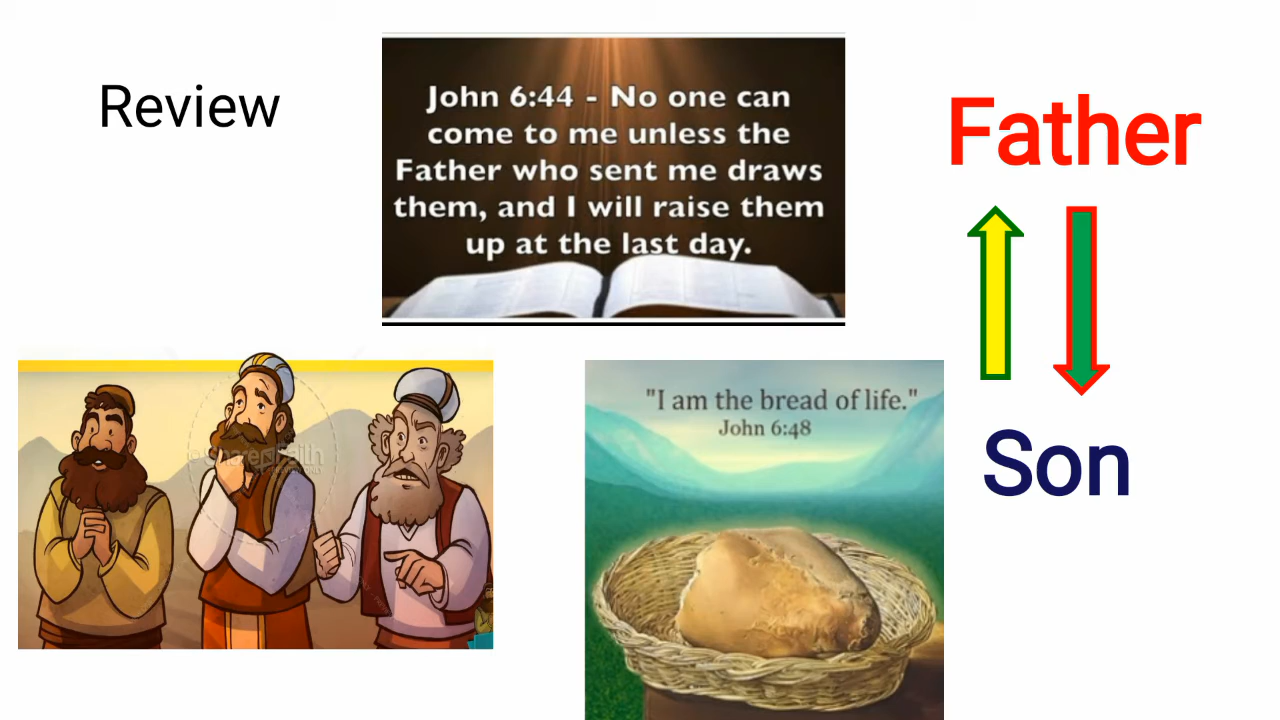 Review
John 6:44 - No one can
come to me unless the
Father who sent me draws
them, and I will raise them
up at the last day.
Father
Son
"I am the bread of life."
John 6:48